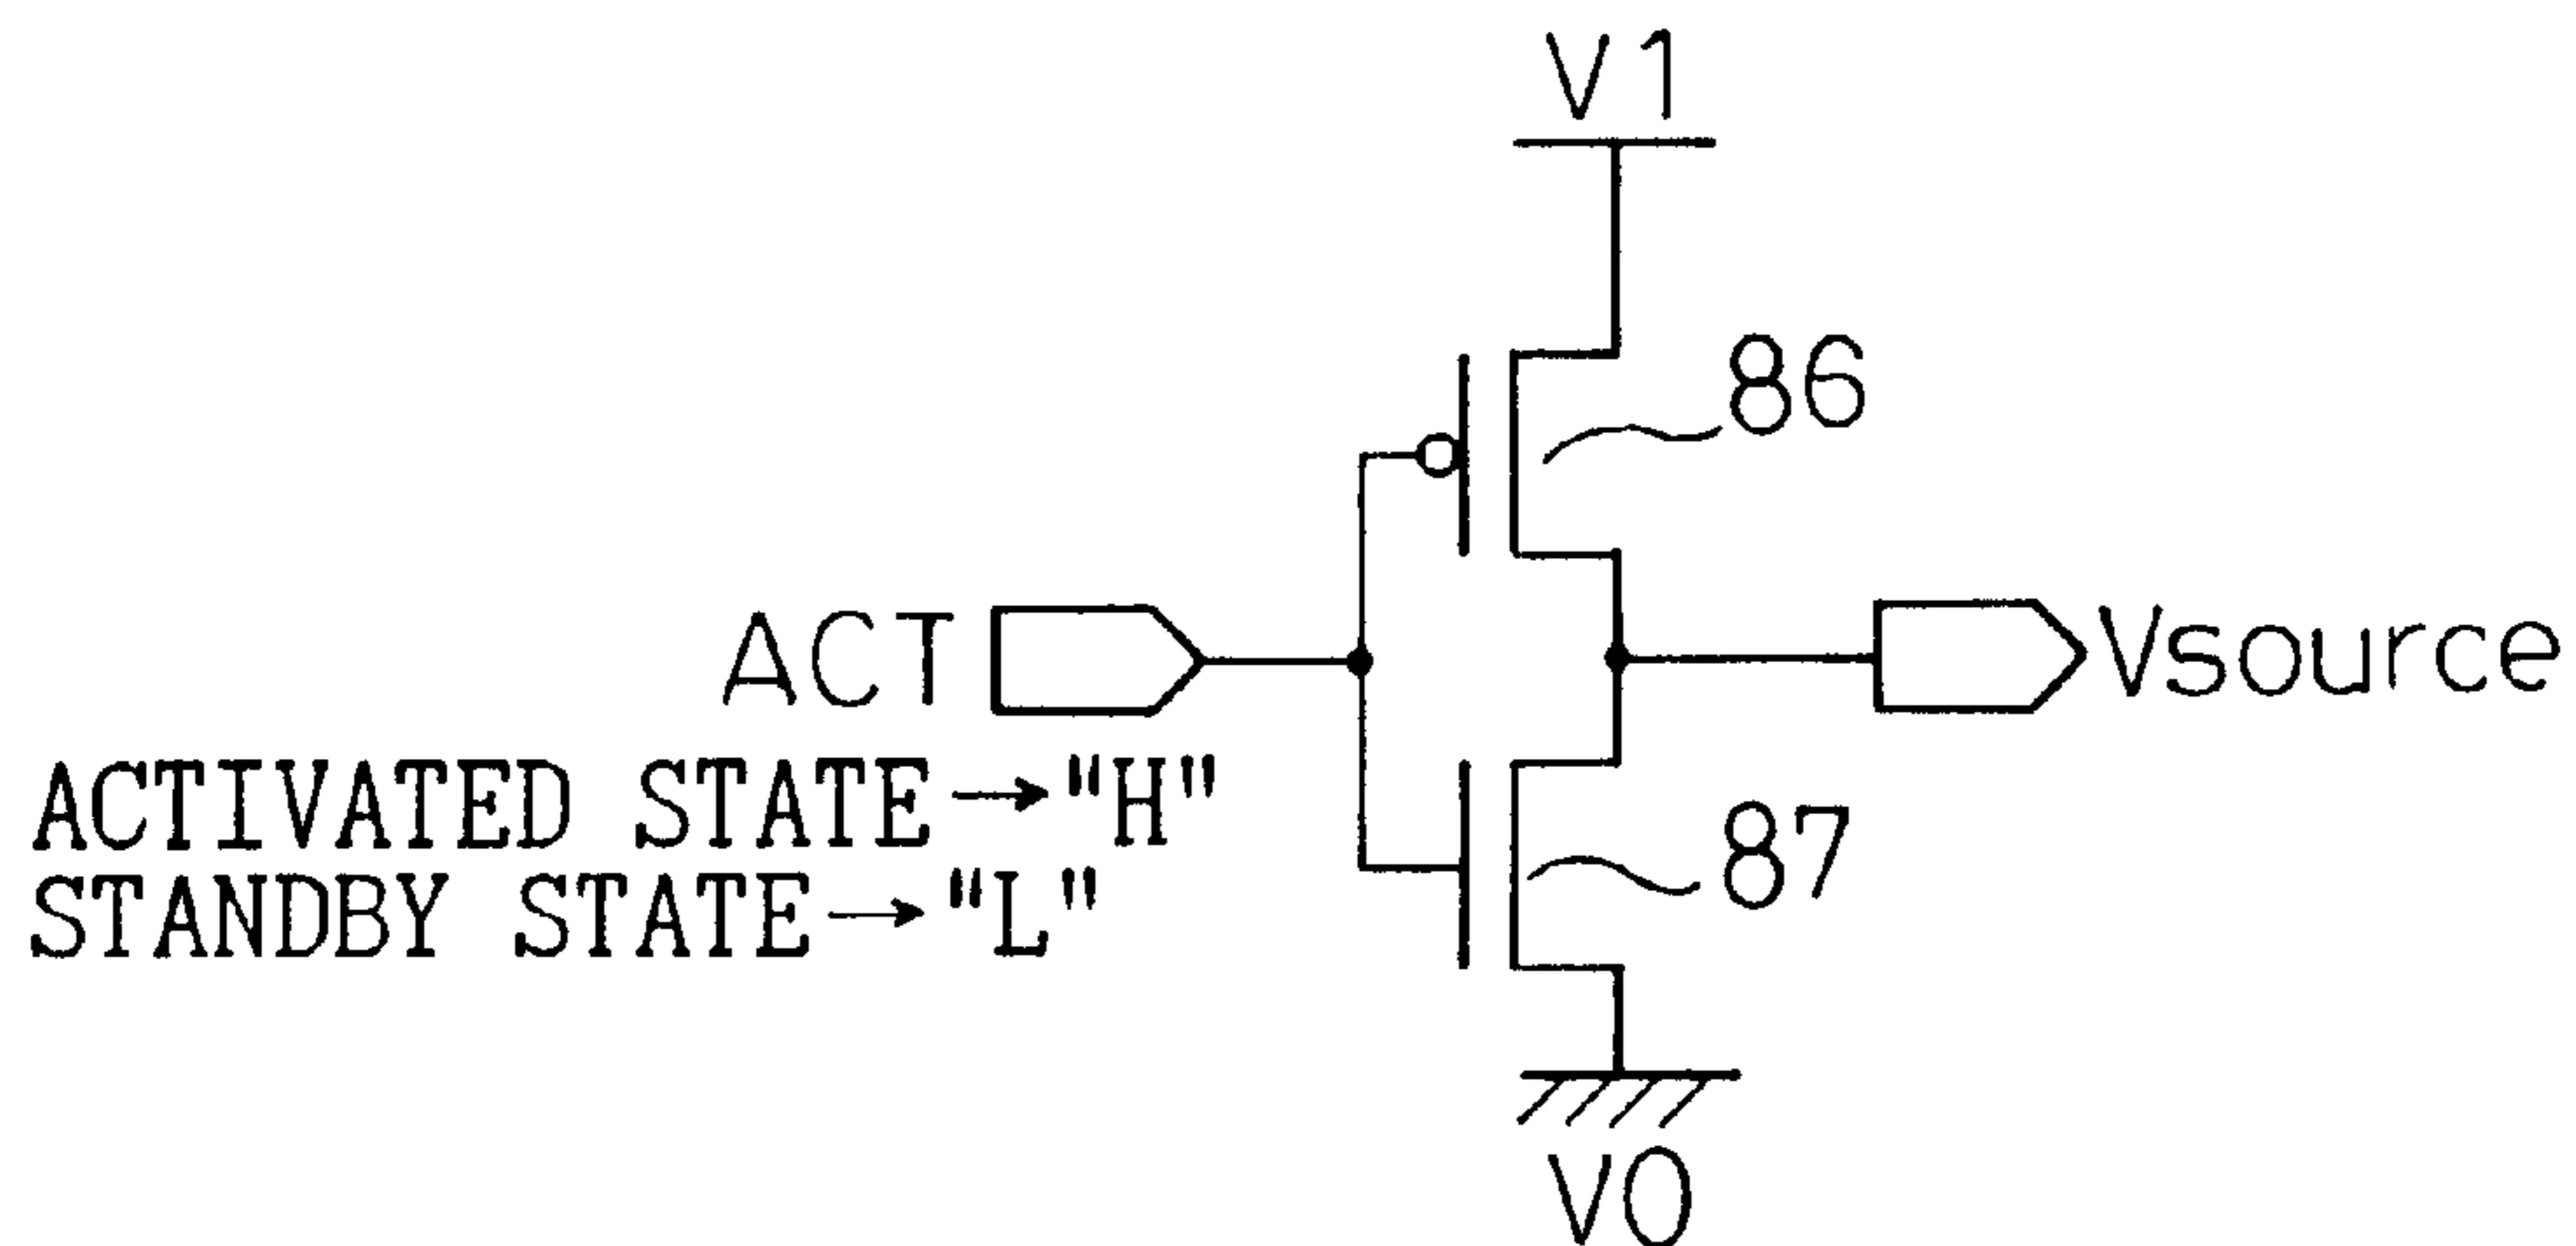 V1
86
ACT
Vsource
ACTIVATED STATE→"H"
STANDBY STATE→"L"
87
V0